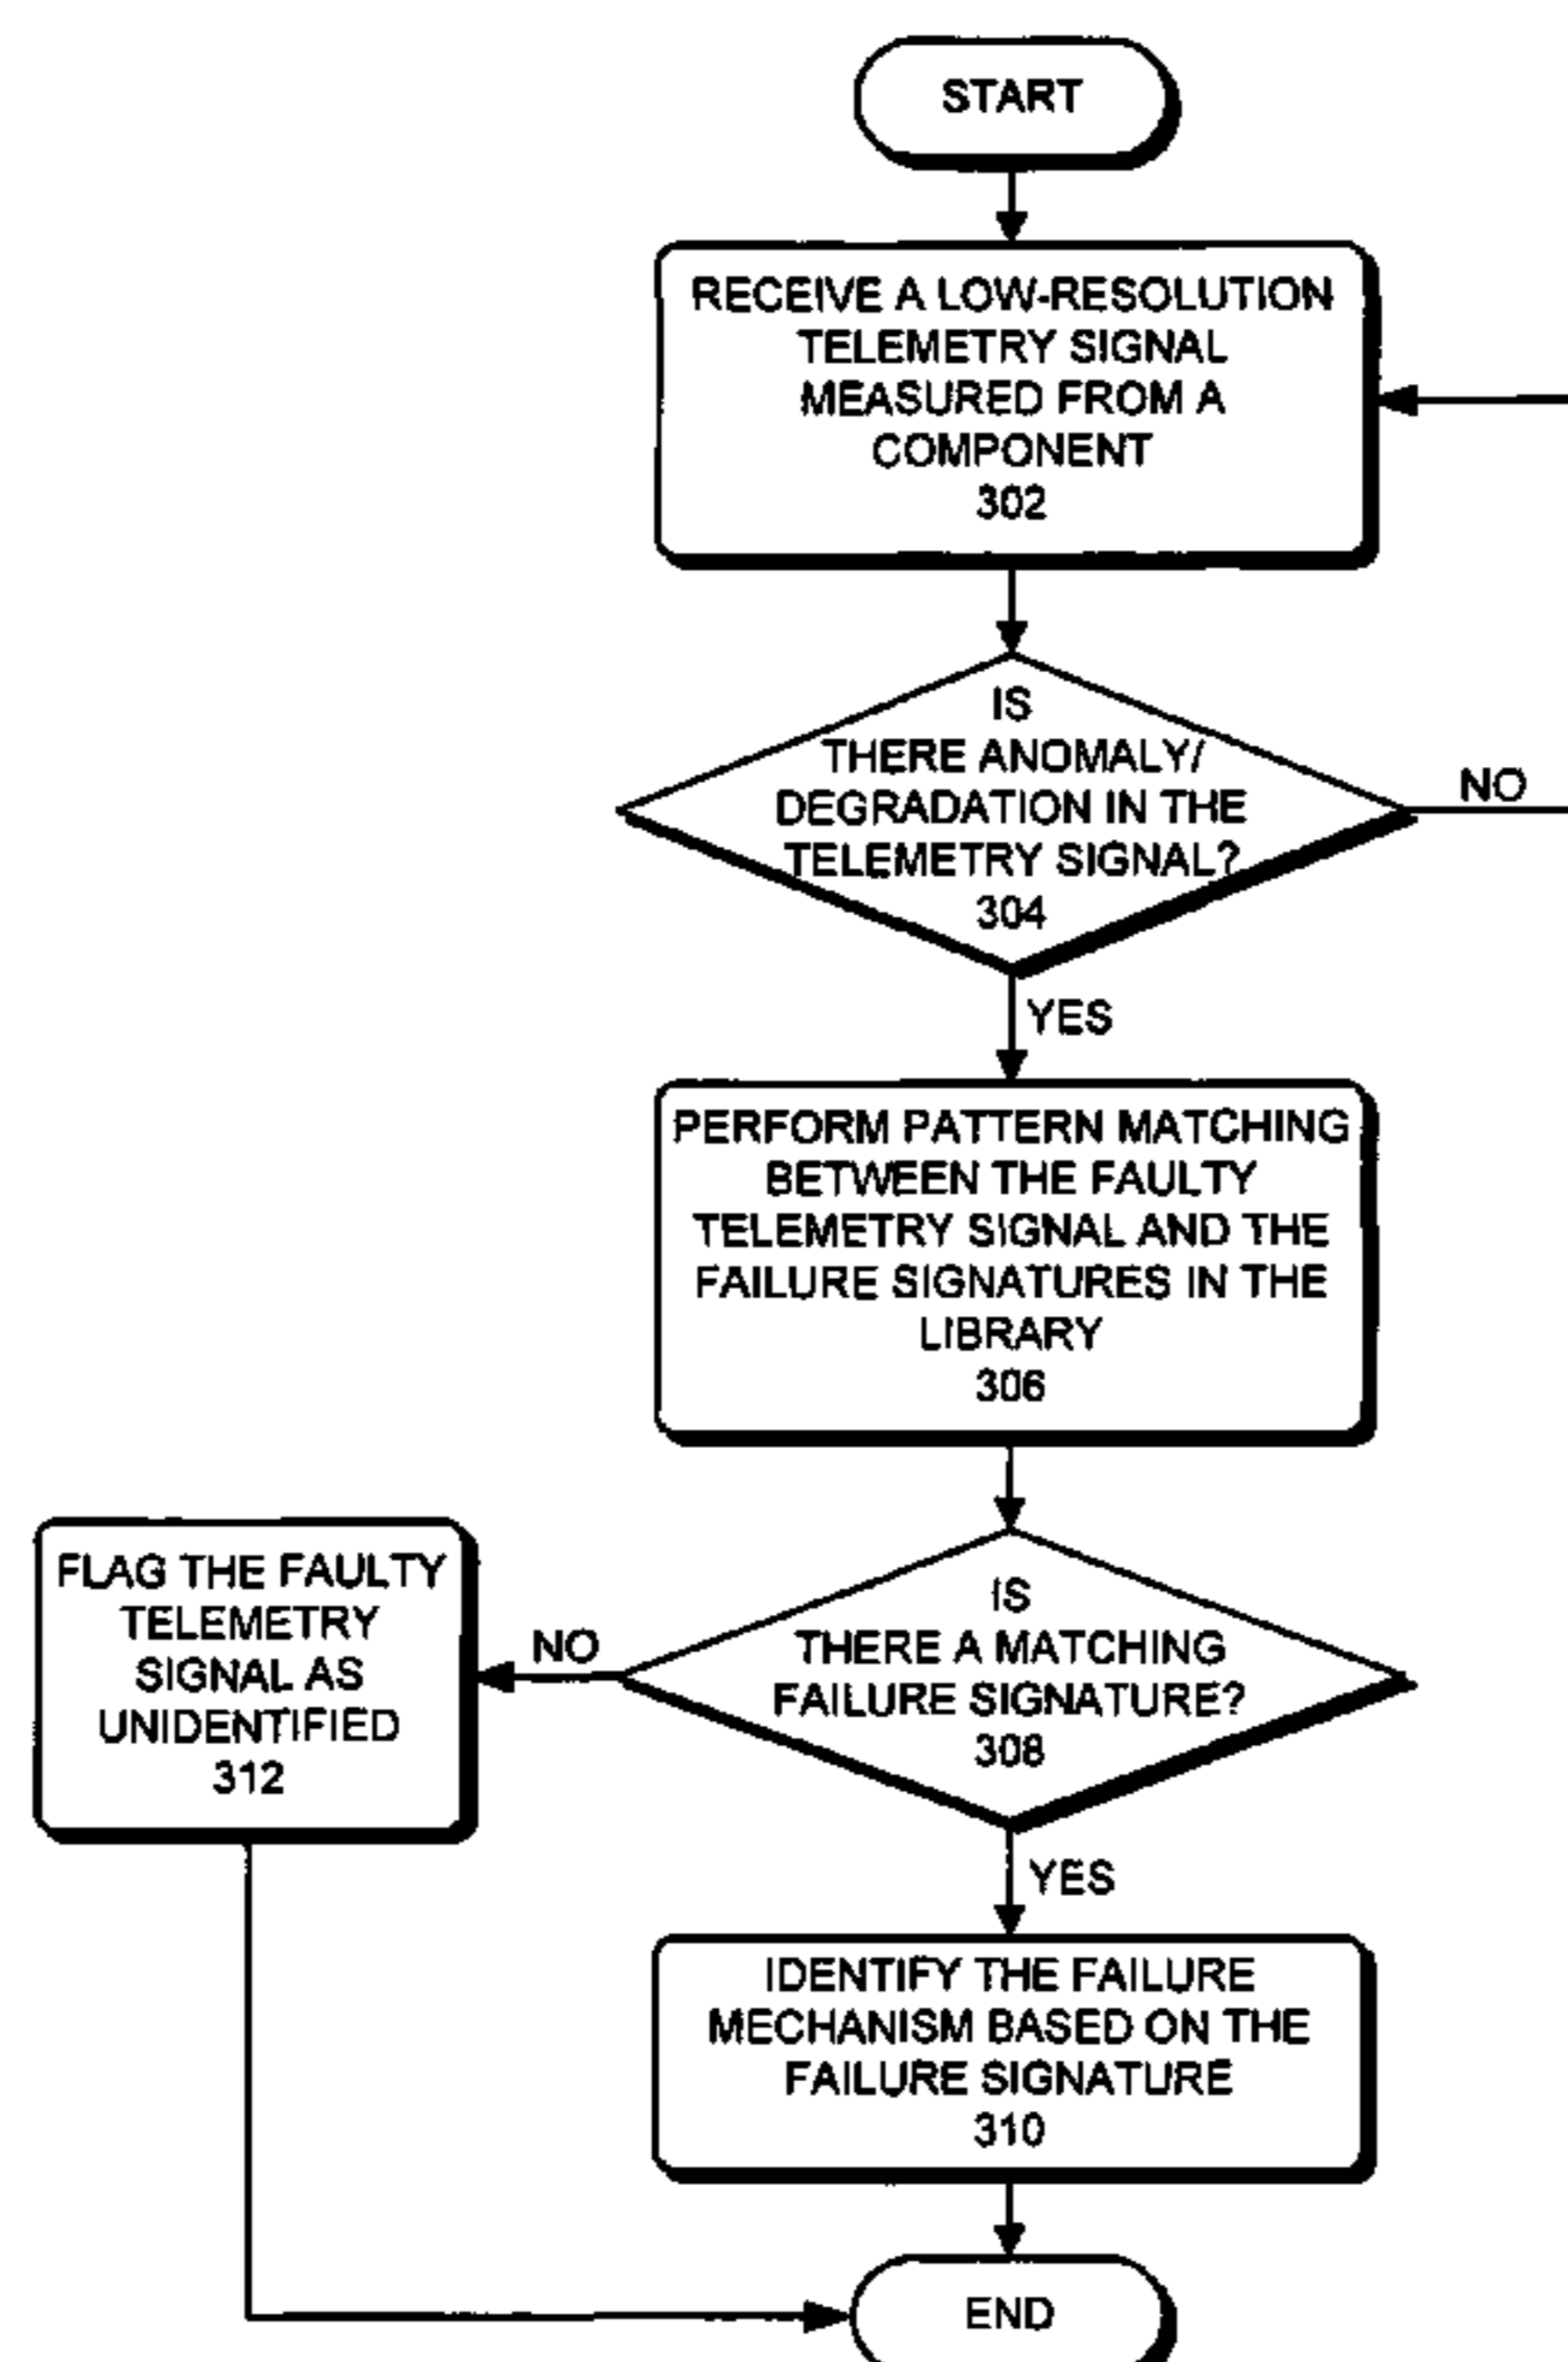 START
RECEIVE A LOW-RESOLUTION
TELEMETRY SIGNAL
MEASURED FROM A
COMPONENT
302
IS
THERE ANOMALY/
DEGRADATION IN THE
TELEMETRY SIGNAL?
304
NO
YES
PERFORM PATTERN MATCHING
BETWEEN THE FAULTY
TELEMETRY SIGNAL AND THE
FAILURE SIGNATURES IN THE
LIBRARY
306
IS
THERE A MATCHING
FAILURE SIGNATURE?
308
NO
FLAG THE FAULTY
TELEMETRY
SIGNAL AS
UNIDENTIFIED
312
YES
IDENTIFY THE FAILURE
MECHANISM BASED ON THE
FAILURE SIGNATURE
310
END